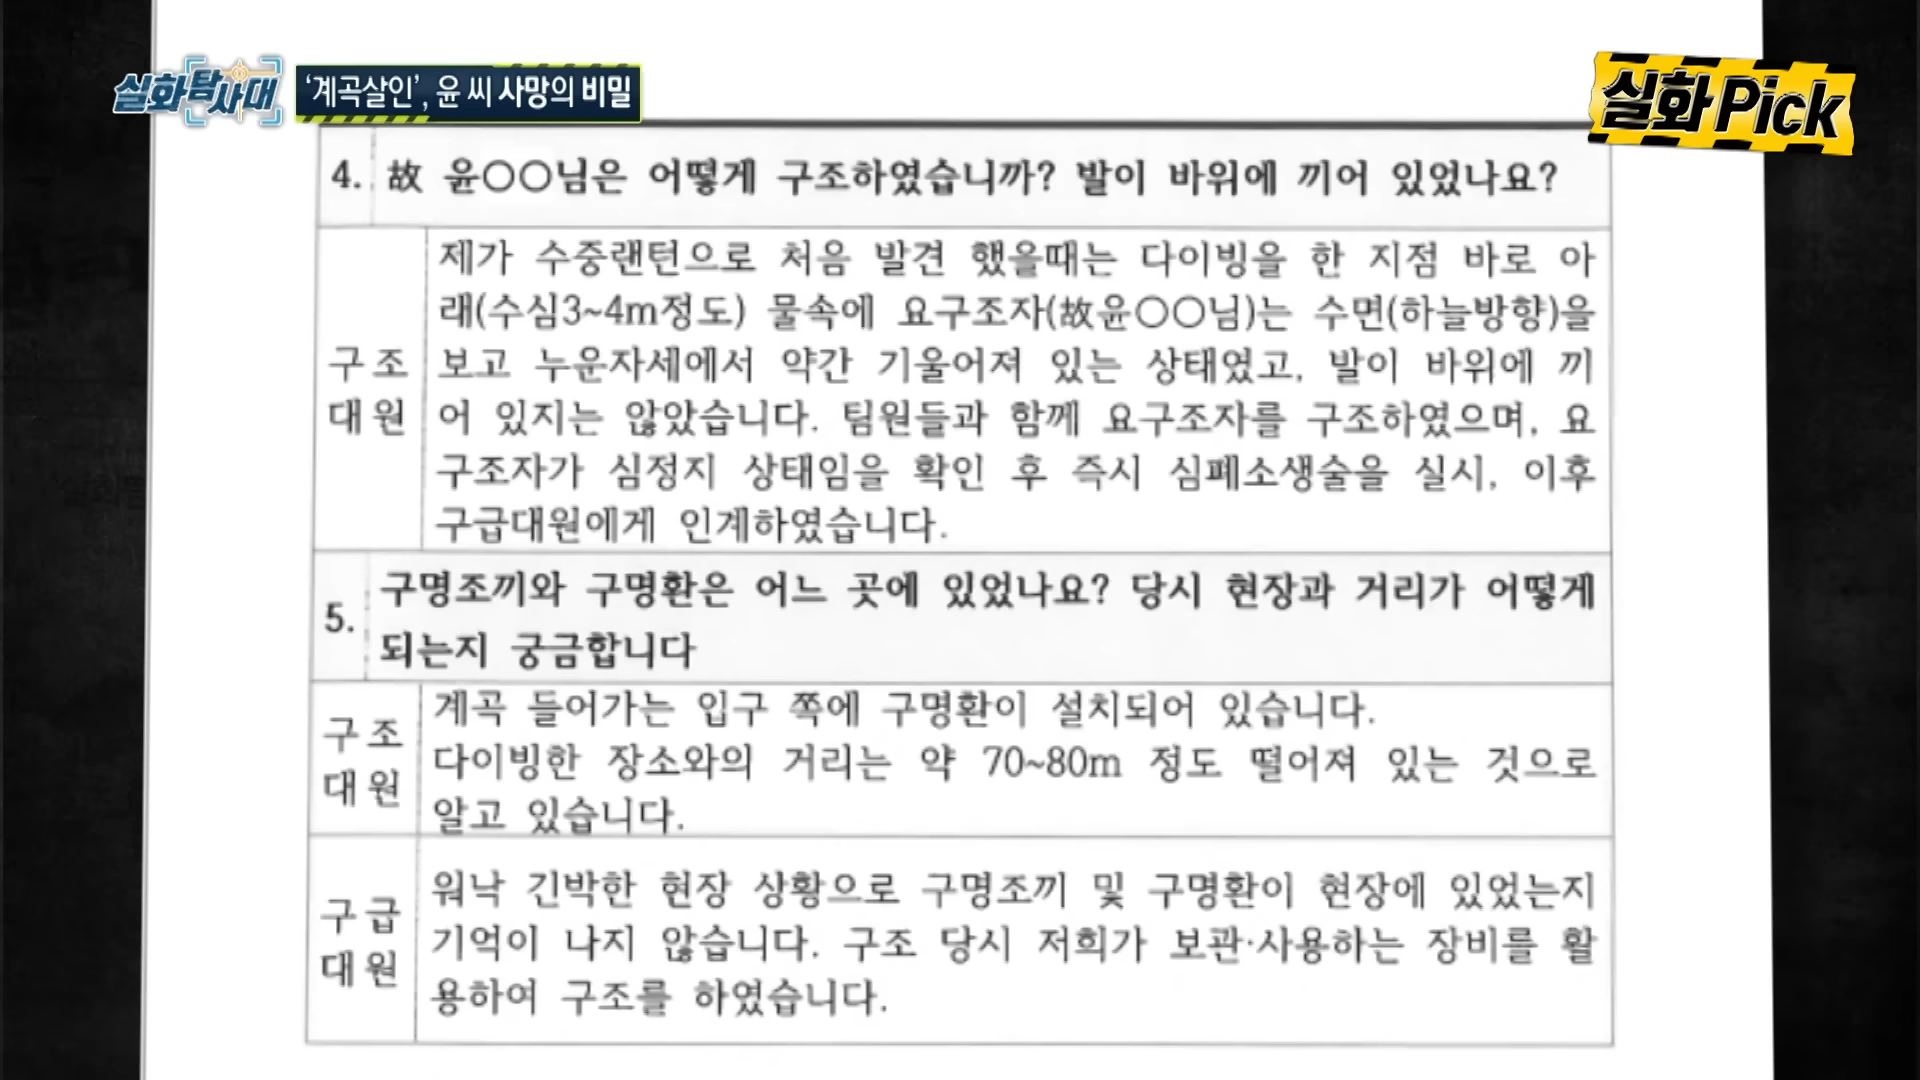 실화탐사대
‘계곡살인’, 윤 씨 사망의 비밀
실화Pick
4. 故 윤○○님은 어떻게 구조하였습니까? 발이 바위에 끼어 있었나요?
구조
대원
제가 수중랜턴으로 처음 발견 했을때는 다이빙을 한 지점 바로 아
래(수심3~4m정도) 물속에 요구조자(故윤○○님)는 수면(하늘방향)을
보고 누운자세에서 약간 기울어져 있는 상태였고, 발이 바위에 끼
어 있지는 않았습니다. 팀원들과 함께 요구조자를 구조하였으며, 요
구조자가 심정지 상태임을 확인 후 즉시 심폐소생술을 실시, 이후
구급대원에게 인계하였습니다.
5. 구명조끼와 구명환은 어느 곳에 있었나요? 당시 현장과 거리가 어떻게
되는지 궁금합니다
구조
대원
계곡 들어가는 입구 쪽에 구명환이 설치되어 있습니다.
다이빙한 장소와의 거리는 약 70~80m 정도 떨어져 있는 것으로
알고 있습니다.
구급
대원
워낙 긴박한 현장 상황으로 구명조끼 및 구명환이 현장에 있었는지
기억이 나지 않습니다. 구조 당시 저희가 보관·사용하는 장비를 활
용하여 구조를 하였습니다.